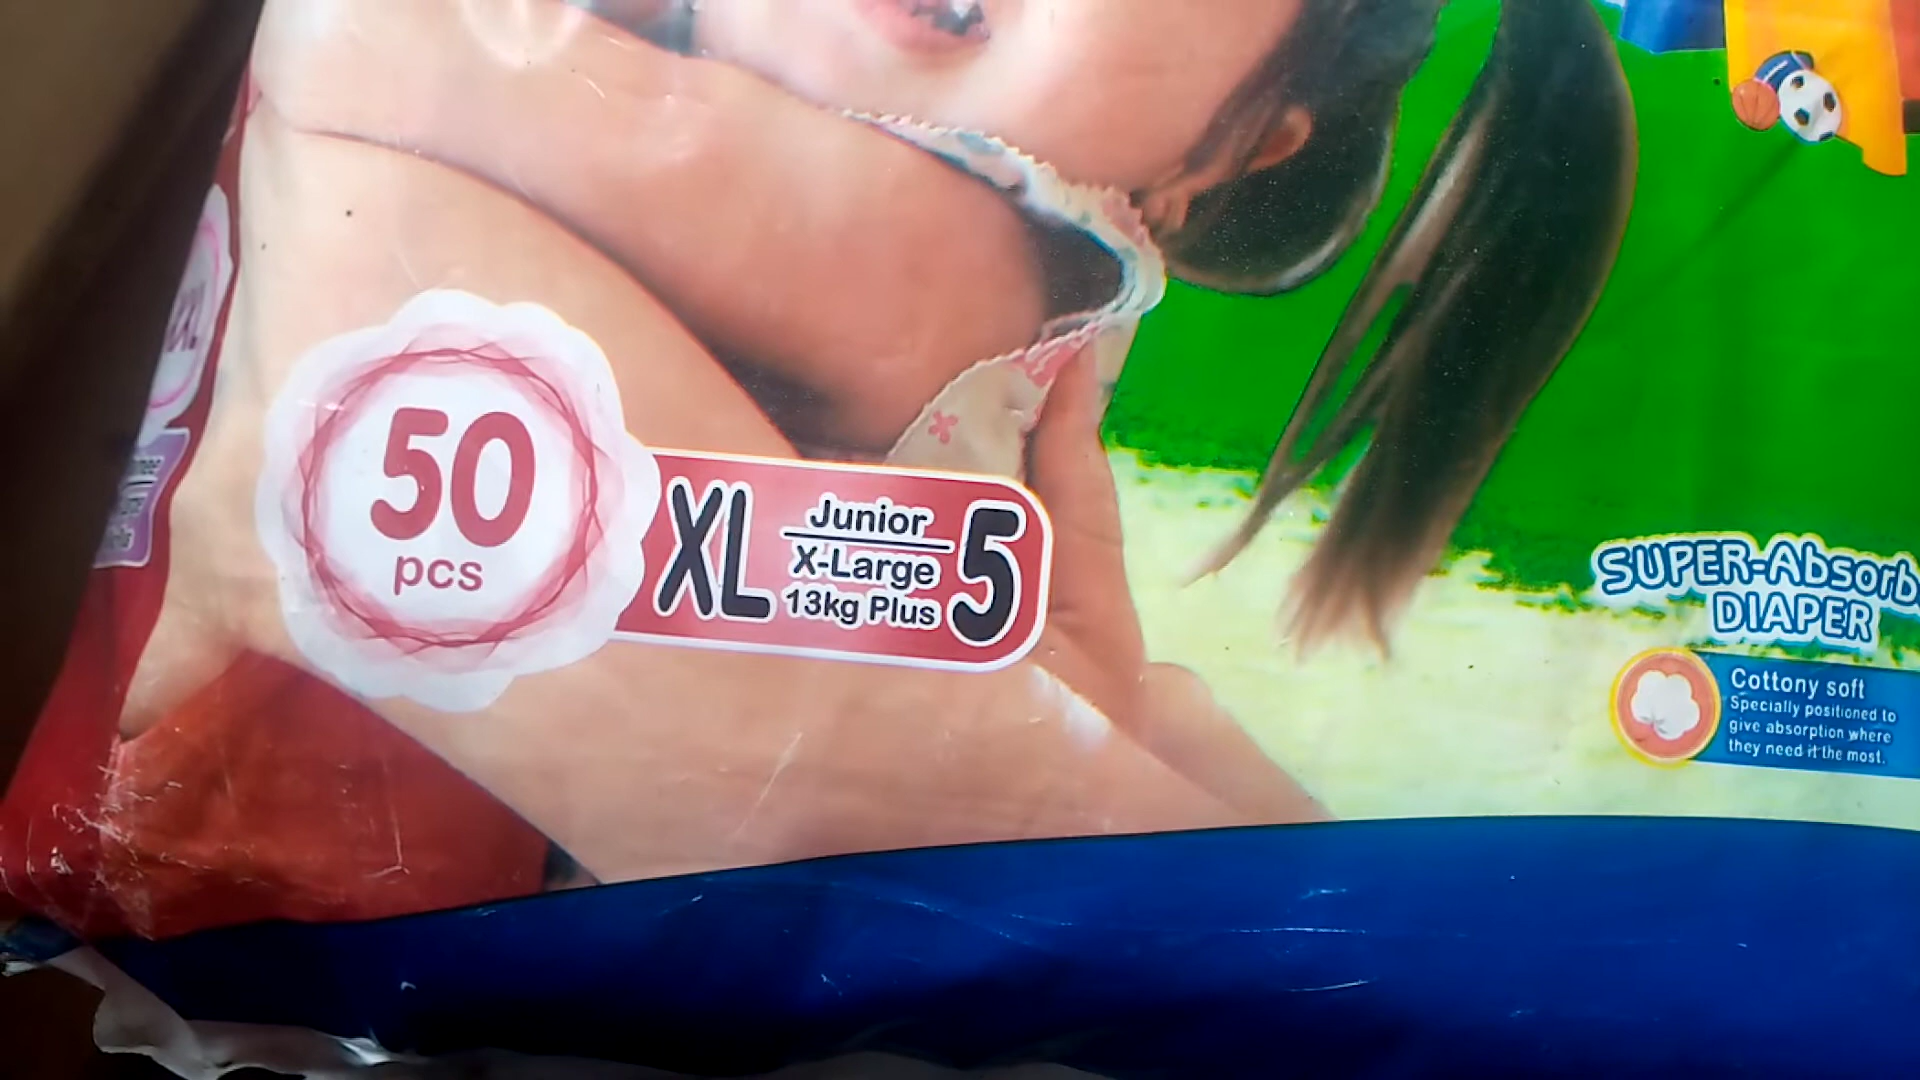 50
pcs
XL
Junior
X-Large
13kg Plus
5
SUPER-Absorb
DIAPER
Cottony soft
Specially positioned to
give absorption where
they need it the most.
XXL